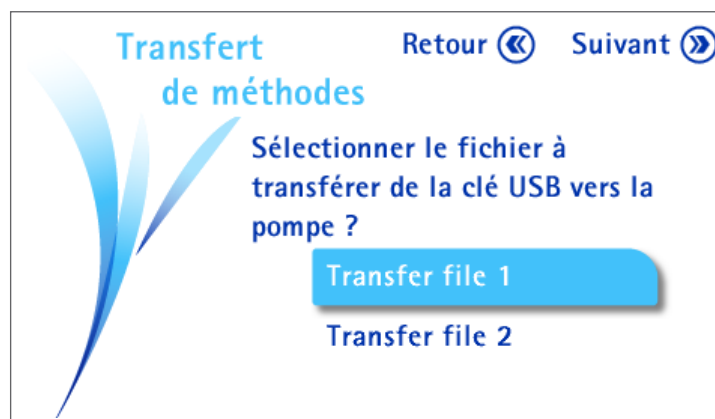 Transfert
de méthodes
Retour
Suivant
Sélectionner le fichier à
transférer de la clé USB vers la
pompe ?
Transfer file 1
Transfer file 2